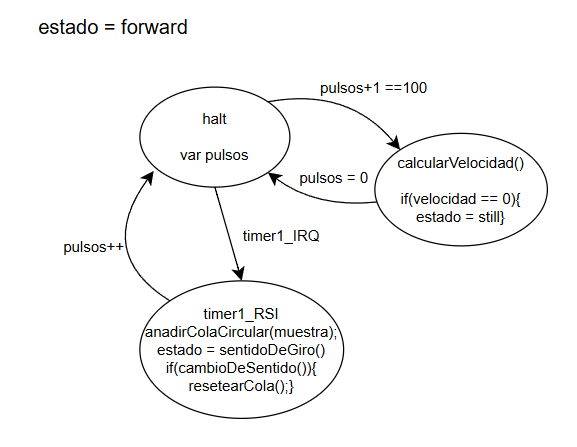 estado = forward
pulsos+1 ==100
halt
var pulsos
calcularVelocidad()
if(velocidad == 0){
estado = still}
pulsos = 0
timer1_IRQ
pulsos++
timer1_RSI
anadirColaCircular(muestra);
estado = sentidoDeGiro()
if(cambioDeSentido()){
resetearCola();}